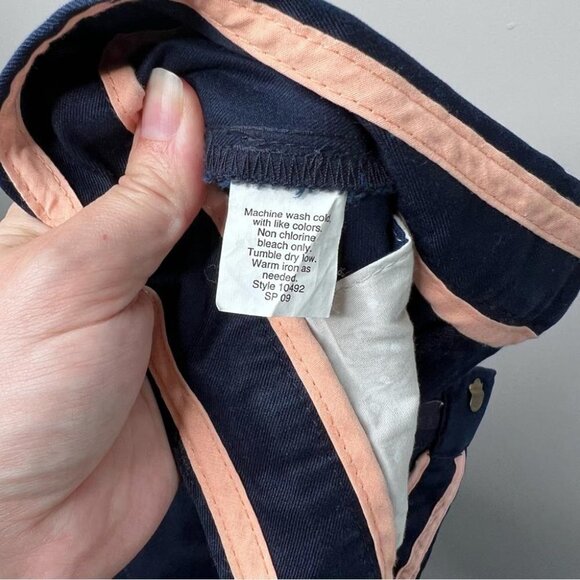 Machine wash cold
with like colors.
Non chlorine
bleach only.
Tumble dry low.
Warm iron as
needed.
Style 10492
SP 09